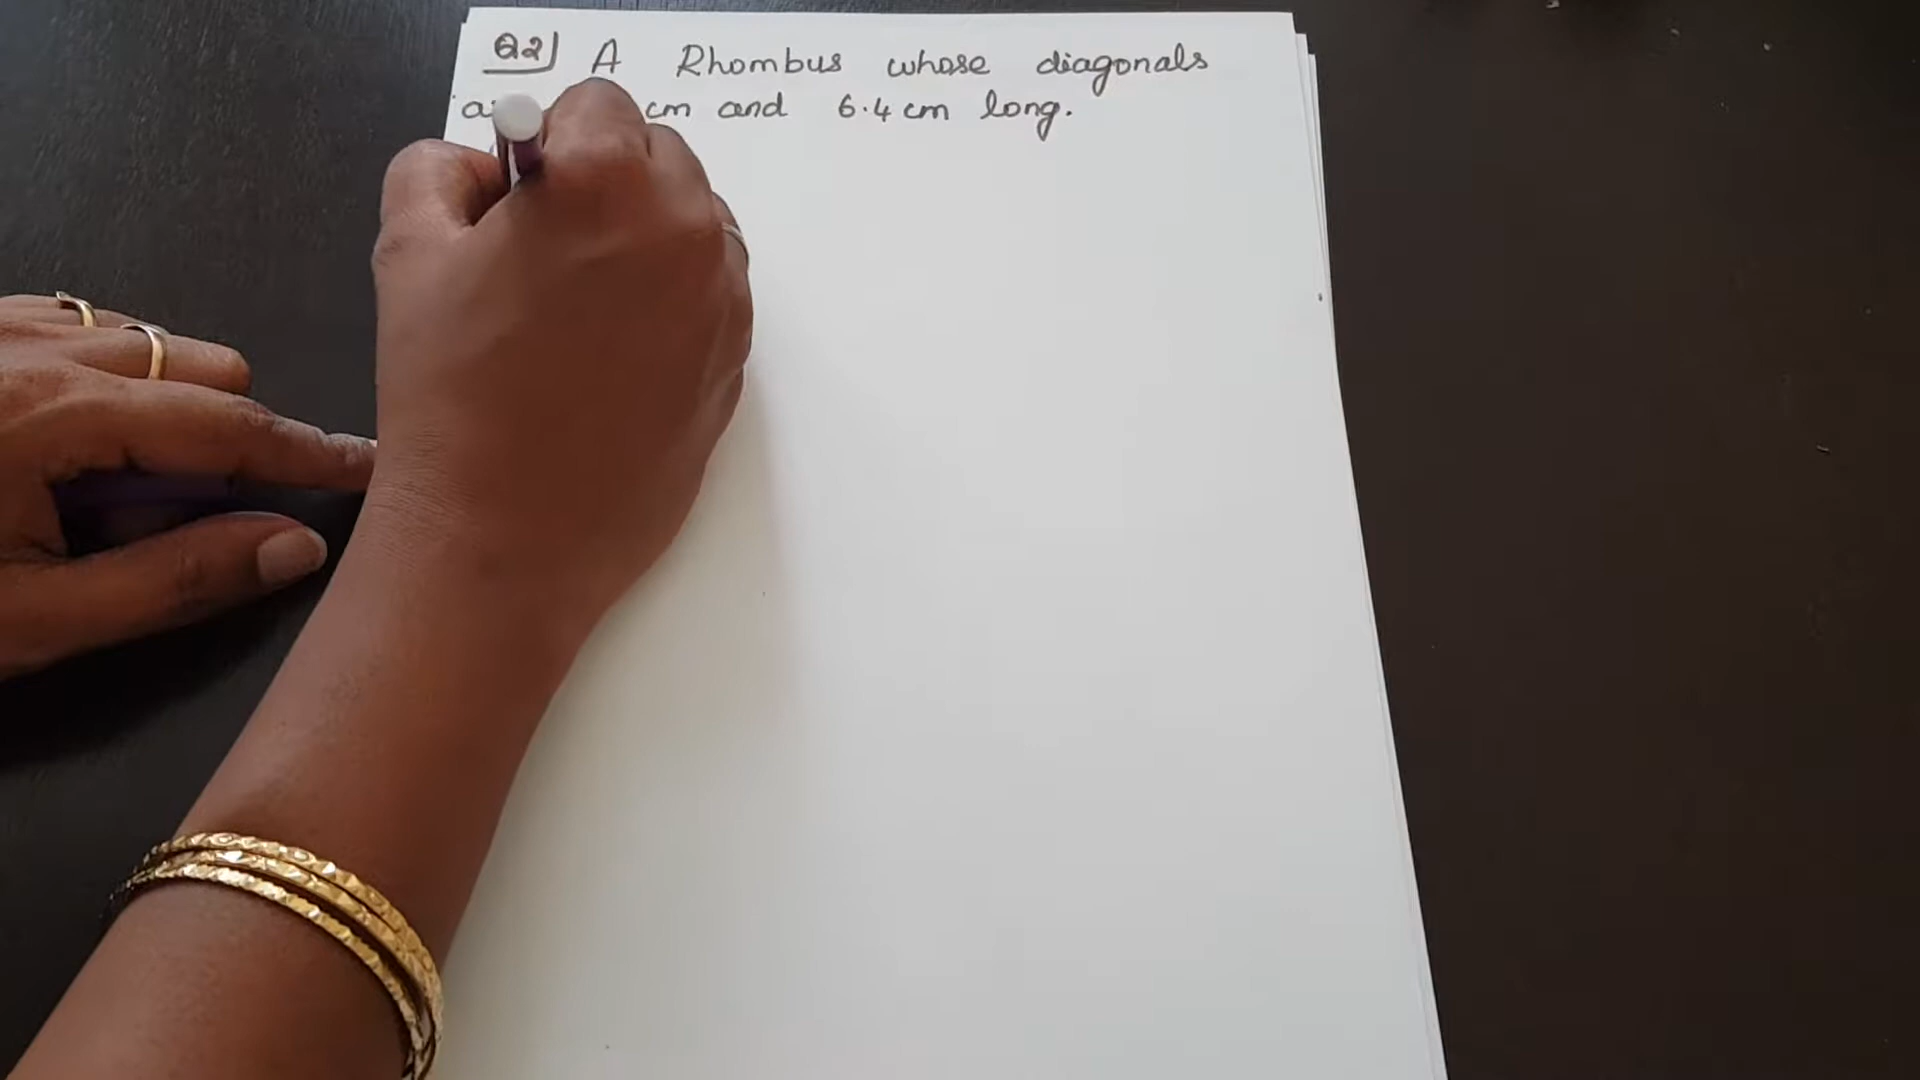 Q2) A Rhombus whose diagonals
cm and 6.4 cm long.